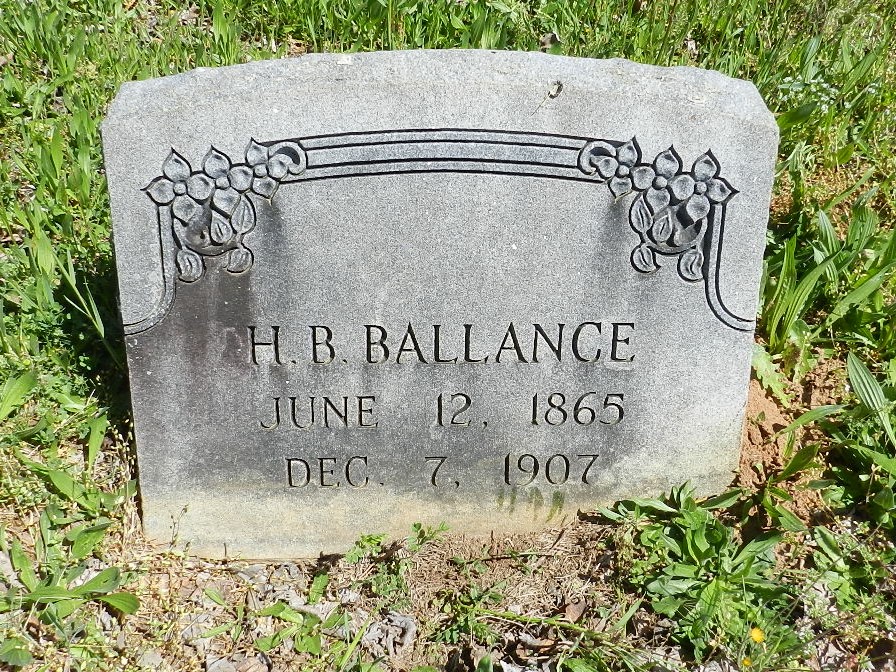 H. B. BALLANCE
JUNE 12, 1865
DEC. 7, 1907